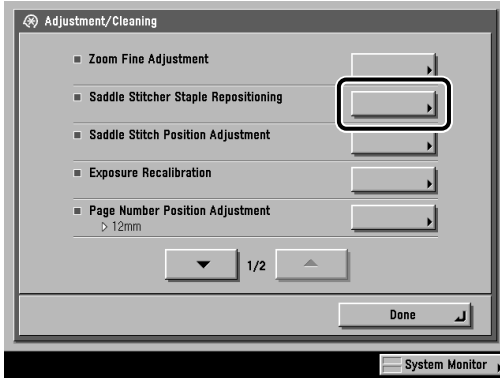 Adjustment/Cleaning
Zoom Fine Adjustment
Saddle Stitcher Staple Repositioning
Saddle Stitch Position Adjustment
Exposure Recalibration
Page Number Position Adjustment
12mm
1/2
Done
System Monitor